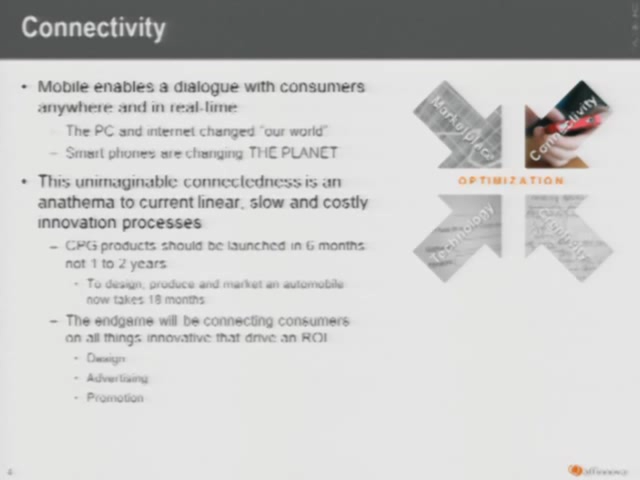 Connectivity
• Mobile enables a dialogue with consumers
anywhere and in real-time
– The PC and internet changed "our world"
– Smart phones are changing THE PLANET
• This unimaginable connectedness is an
anathema to current linear, slow and costly
innovation processes
– CPG products should be launched in 6 months
not 1 to 2 years
• To design, produce and market an automobile
now takes 18 months
– The endgame will be connecting consumers
on all things innovative that drive an ROI
• Design
• Advertising
• Promotion
Marketplace
Connectivity
OPTIMIZATION
Technology
4
affinnova